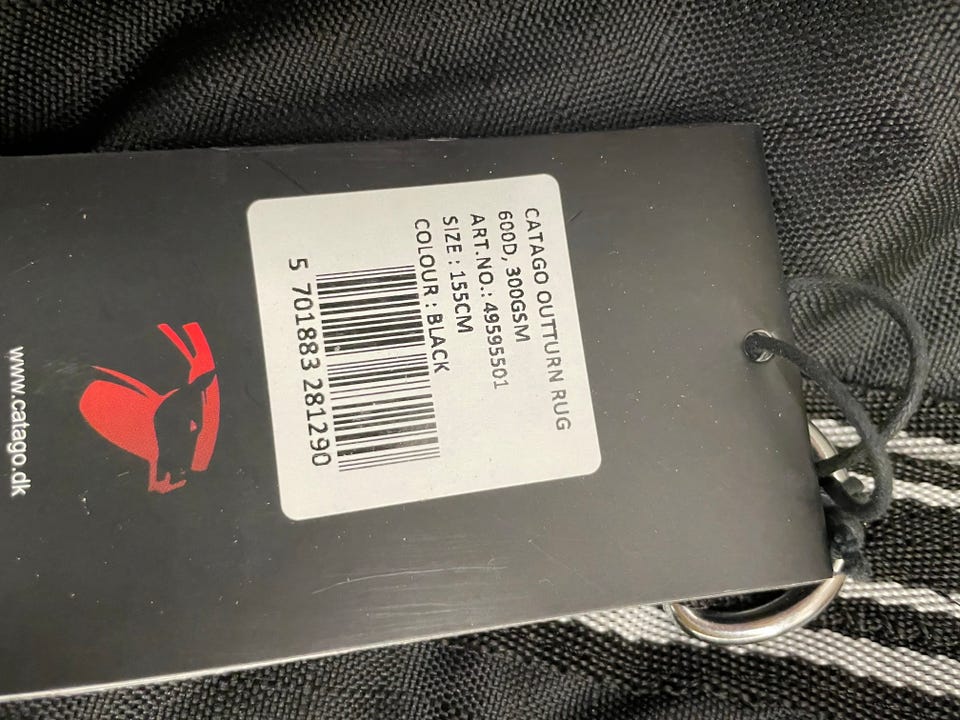 CATAGO OUTTURN RUG
600D, 300GSM
ART.NO.: 49595501
SIZE : 155CM
COLOUR : BLACK
5 701883 281290
www.catago.dk